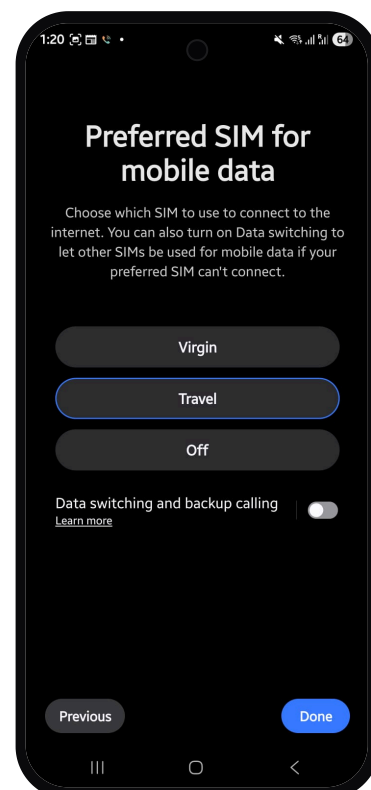 1:20
64
Preferred SIM for
mobile data
Choose which SIM to use to connect to the
internet. You can also turn on Data switching to
let other SIMs be used for mobile data if your
preferred SIM can't connect.
Virgin
Travel
Off
Data switching and backup calling
Learn more
Previous
Done